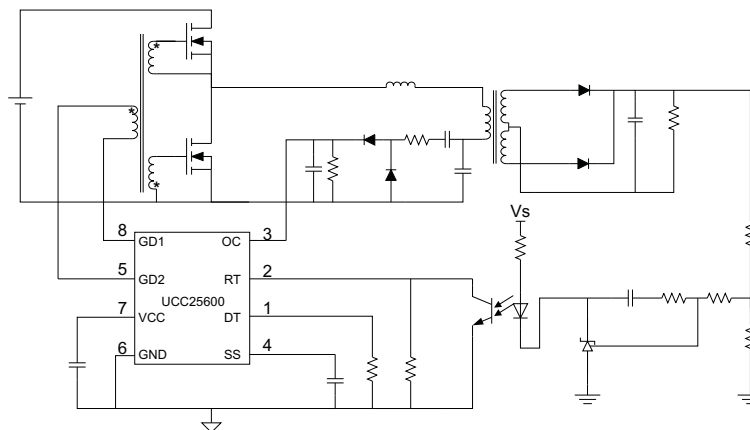 Vs
8 GD1 OC 3
5 GD2 RT 2
UCC25600
7 VCC DT 1
6 GND SS 4